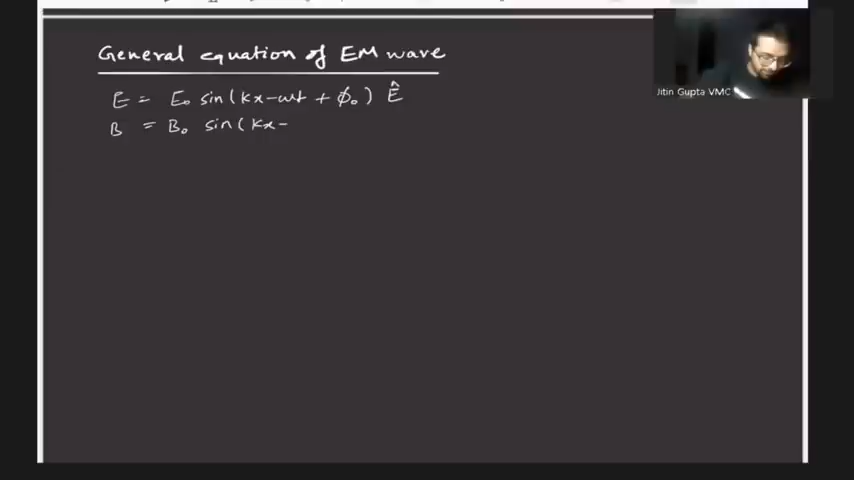 General equation of EM wave
Jitin Gupta VMC
E = E₀ sin(kx-ωt + ϕ₀) Ê
B = B₀ sin(kx-